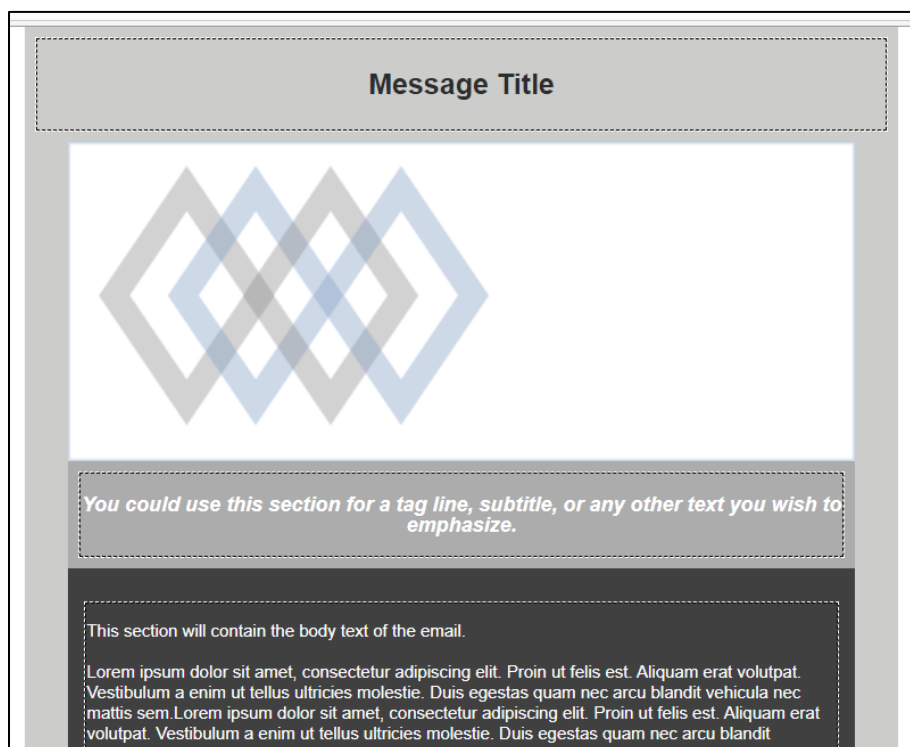 Message Title
You could use this section for a tag line, subtitle, or any other text you wish to
emphasize.
This section will contain the body text of the email.
Lorem ipsum dolor sit amet, consectetur adipiscing elit. Proin ut felis est. Aliquam erat volutpat.
Vestibulum a enim ut tellus ultricies molestie. Duis egestas quam nec arcu blandit vehicula nec
mattis sem.Lorem ipsum dolor sit amet, consectetur adipiscing elit. Proin ut felis est. Aliquam erat
volutpat. Vestibulum a enim ut tellus ultricies molestie. Duis egestas quam nec arcu blandit